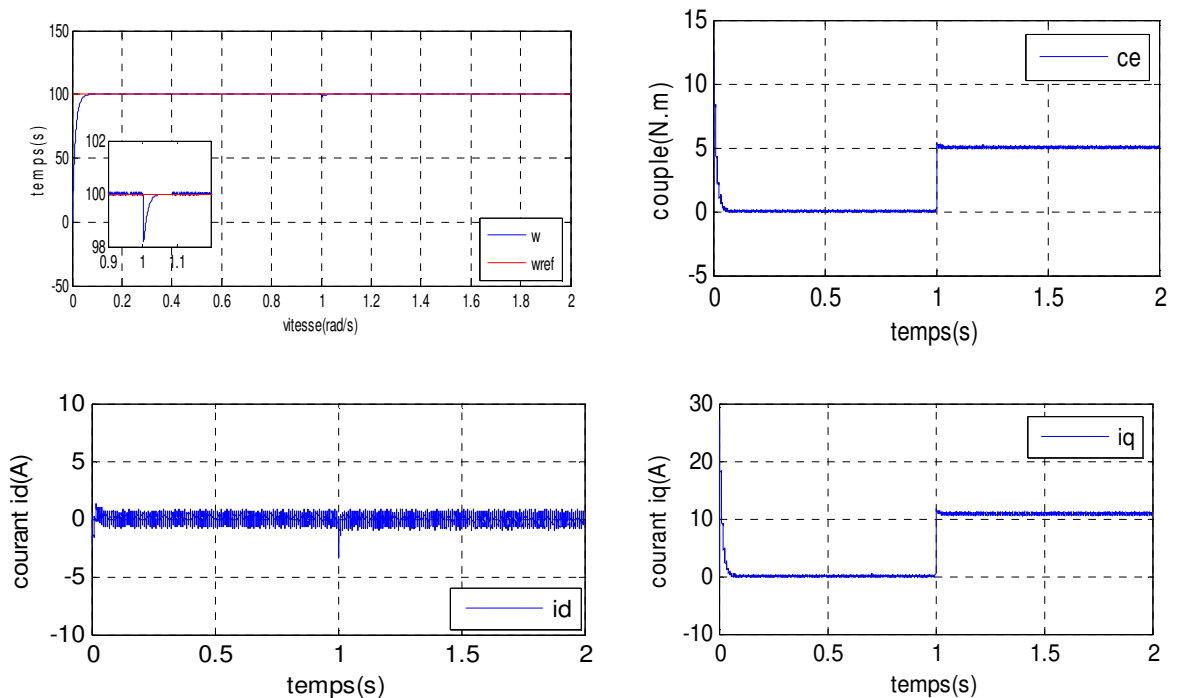 150
100
50
0
-50
temps(s)
102
100
98
0.9 1 1.1
w
wref
0 0.2 0.4 0.6 0.8 1 1.2 1.4 1.6 1.8 2
vitesse(rad/s)
15
10
5
0
-5
couple(N.m)
ce
0 0.5 1 1.5 2
temps(s)
10
5
0
-5
-10
courant id(A)
id
0 0.5 1 1.5 2
temps(s)
30
20
10
0
-10
courant iq(A)
iq
0 0.5 1 1.5 2
temps(s)